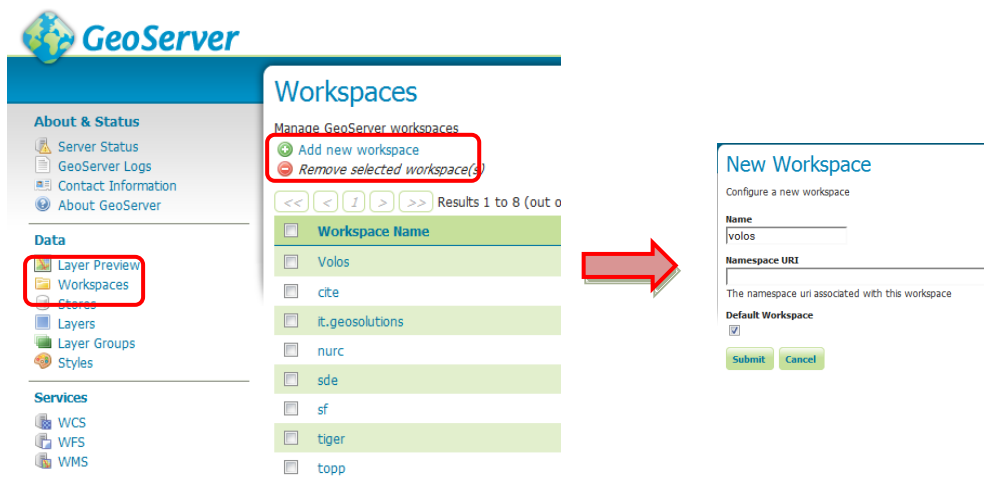 GeoServer
About & Status
Server Status
GeoServer Logs
Contact Information
About GeoServer
Data
Layer Preview
Workspaces
Stores
Layers
Layer Groups
Styles
Services
WCS
WFS
WMS
Workspaces
Manage GeoServer workspaces
Add new workspace
Remove selected workspace(s)
<< < 1 > >> Results 1 to 8 (out o
Workspace Name
Volos
cite
it.geosolutions
nurc
sde
sf
tiger
topp
New Workspace
Configure a new workspace
Name
volos
Namespace URI
The namespace uri associated with this workspace
Default Workspace
Submit Cancel